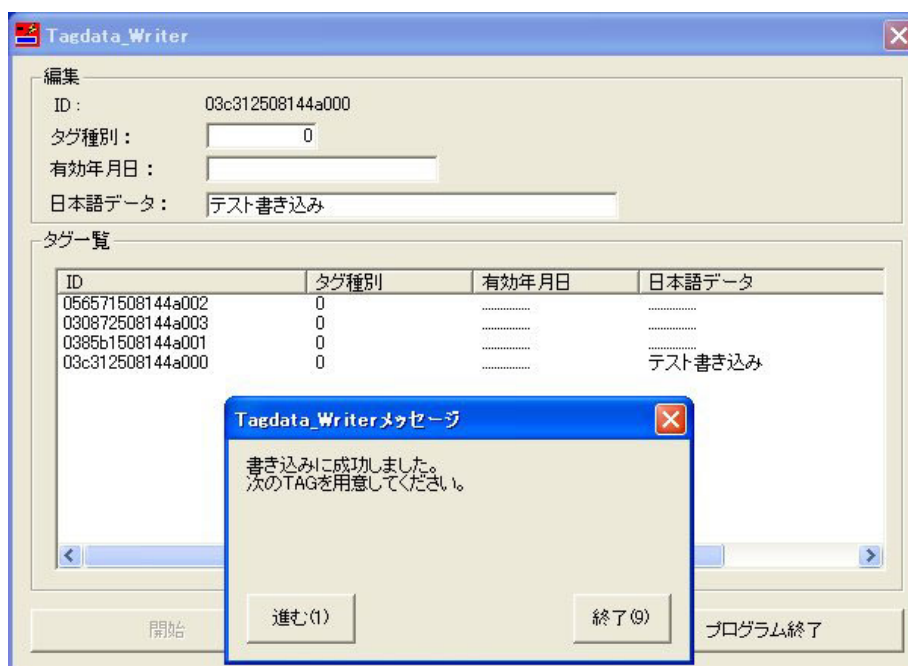 Tagdata_Writer
編集
ID : 03c312508144a000
タグ種別： 0
有効年月日：
日本語データ： テスト書き込み
タグ一覧
ID タグ種別 有効年月日 日本語データ
056571508144a002 0 ............... ...............
030872508144a003 0 ............... ...............
0385b1508144a001 0 ............... ...............
03c312508144a000 0 ............... テスト書き込み
Tagdata_Writerメッセージ
書き込みに成功しました。
次のTAGを用意してください。
進む(1) 終了(9)
開始 プログラム終了